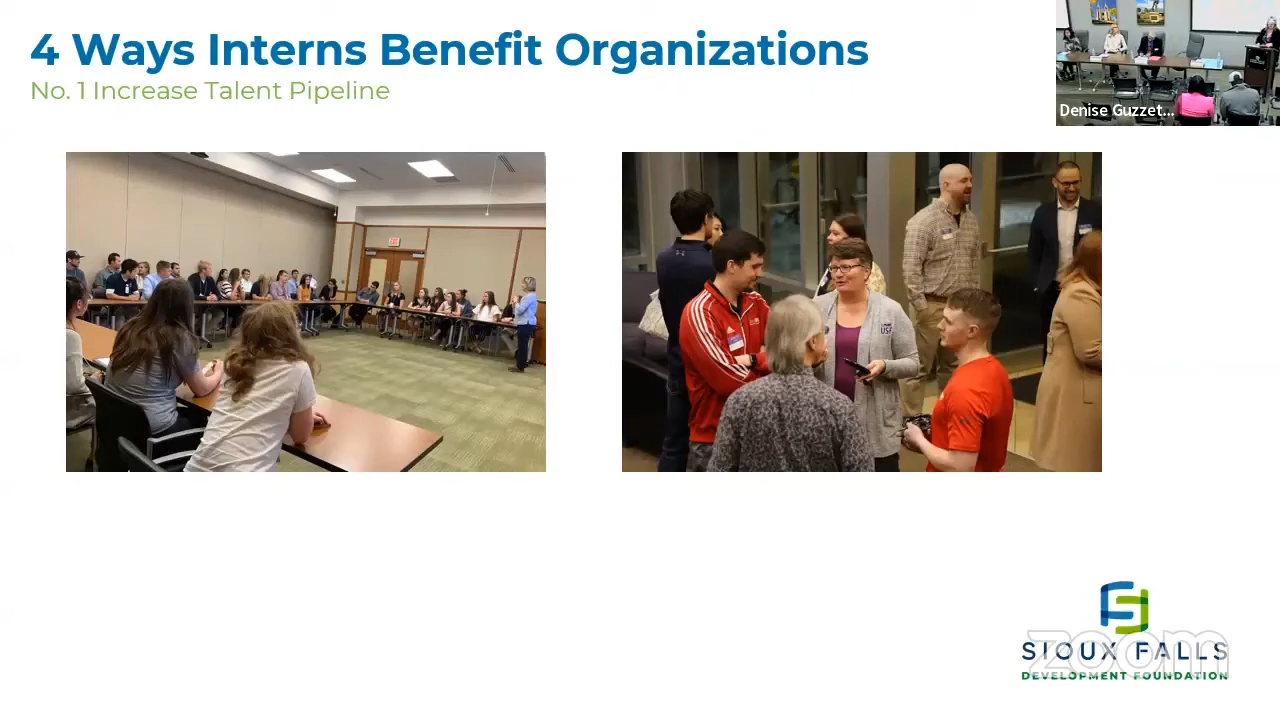 4 Ways Interns Benefit Organizations
No. 1 Increase Talent Pipeline
Denise Guzzet...
zoom
SIOUX FALLS
DEVELOPMENT FOUNDATION